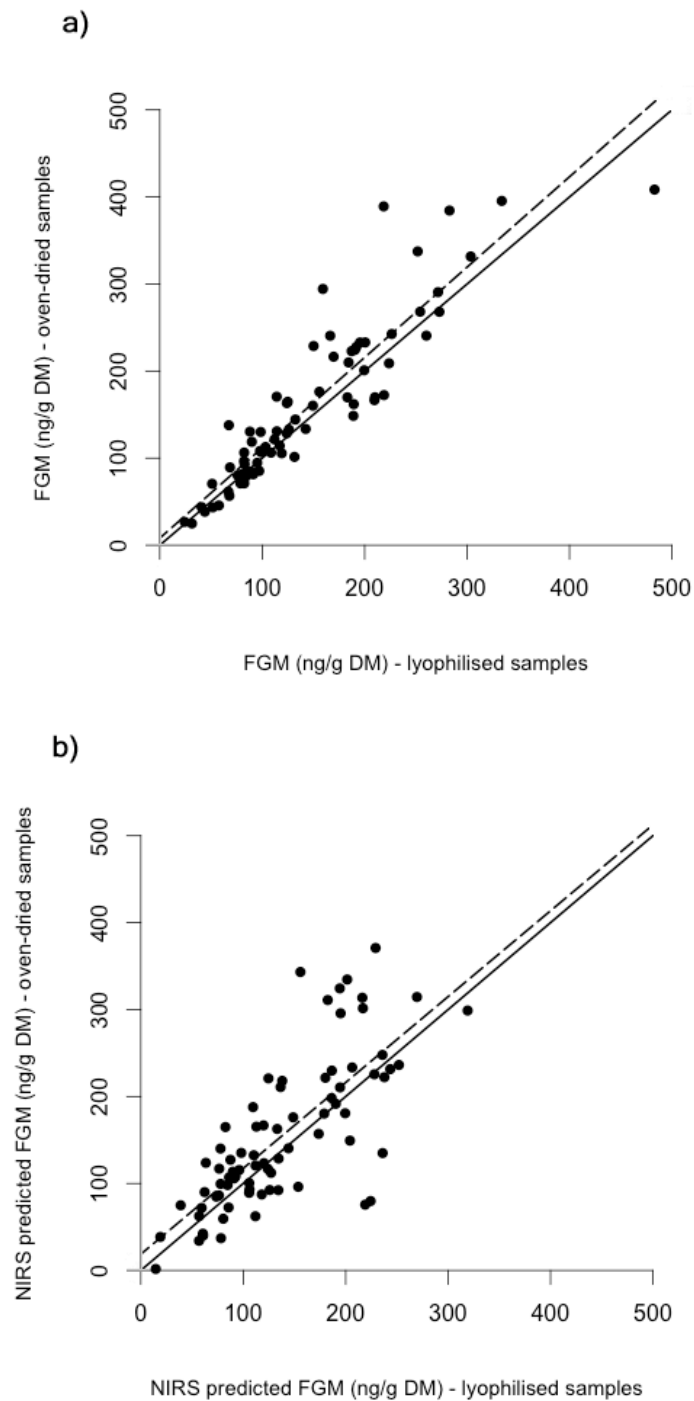 a)
500
400
300
200
100
0
FGM (ng/g DM) - oven-dried samples
0 100 200 300 400 500
FGM (ng/g DM) - lyophilised samples
b)
500
400
300
200
100
0
NIRS predicted FGM (ng/g DM) - oven-dried samples
0 100 200 300 400 500
NIRS predicted FGM (ng/g DM) - lyophilised samples